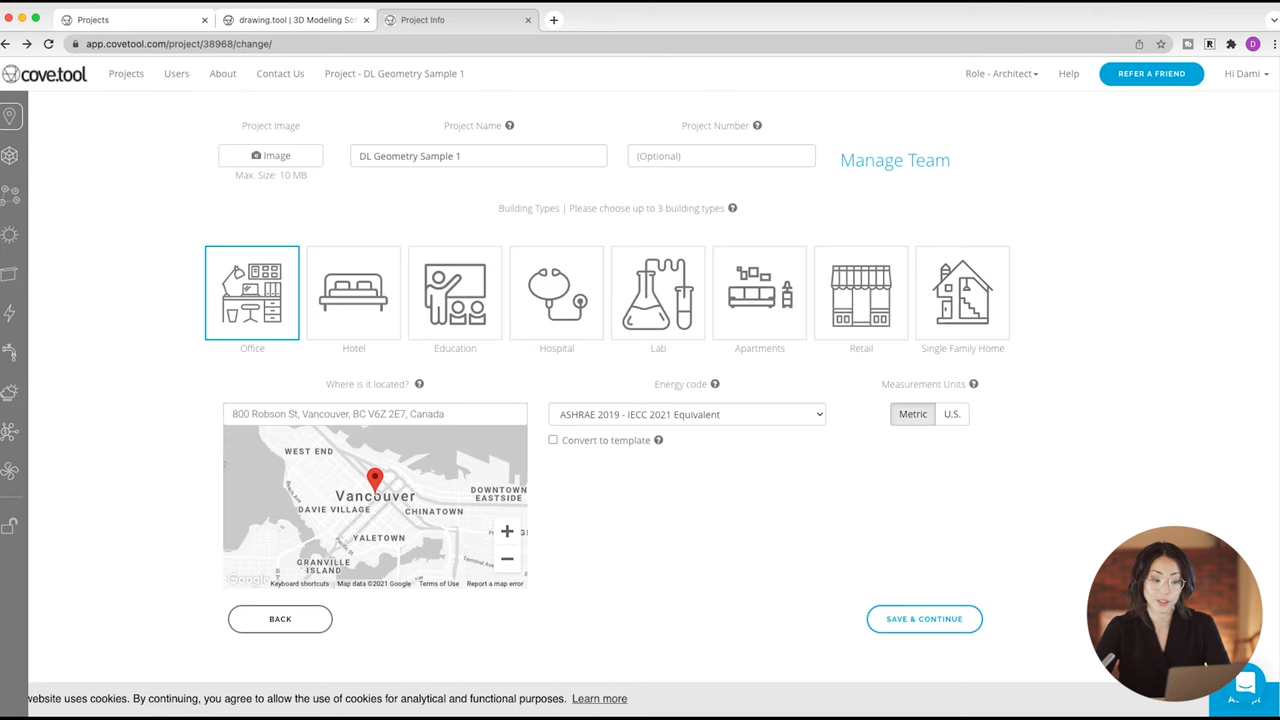 Projects
drawing.tool | 3D Modeling So
Project Info
app.covetool.com/project/38968/change/
R
D
cove.tool
Projects
Users
About
Contact Us
Project - DL Geometry Sample 1
Role - Architect
Help
REFER A FRIEND
Hi Dami
Project Image
Project Name
Project Number
Image
DL Geometry Sample 1
(Optional)
Manage Team
Max. Size: 10 MB
Building Types | Please choose up to 3 building types
Office
Hotel
Education
Hospital
Lab
Apartments
Retail
Single Family Home
Where is it located?
Energy code
Measurement Units
800 Robson St, Vancouver, BC V6Z 2E7, Canada
ASHRAE 2019 - IECC 2021 Equivalent
Metric
U.S.
Convert to template
WEST END
Vancouver
DOWNTOWN
EASTSIDE
DAVIE VILLAGE
CHINATOWN
YALETOWN
GRANVILLE
ISLAND
Google
Keyboard shortcuts
Map data ©2021 Google
Terms of Use
Report a map error
BACK
SAVE & CONTINUE
website uses cookies. By continuing, you agree to allow the use of cookies for analytical and functional purposes. Learn more